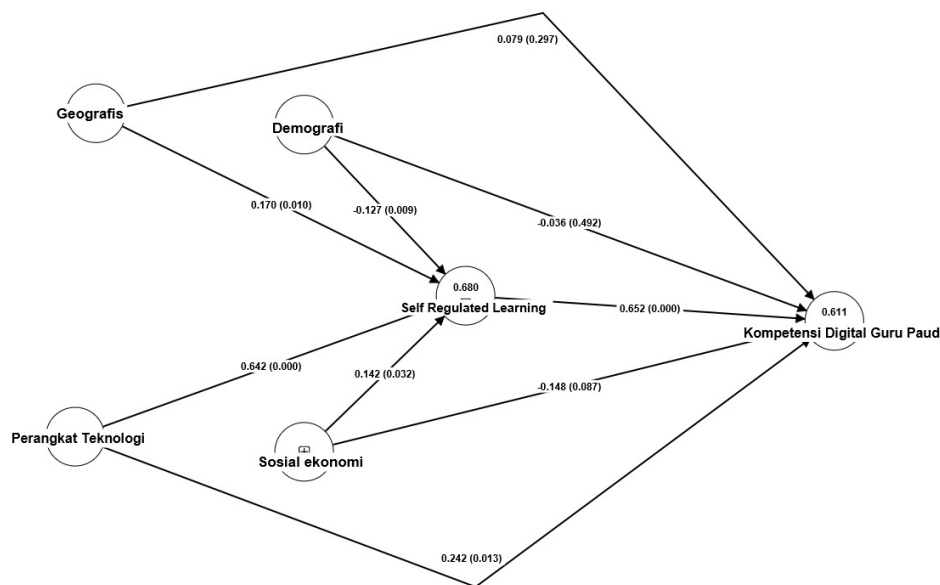 0.079 (0.297)
Geografis
Demografi
0.170 (0.010)
-0.127 (0.009)
-0.036 (0.492)
0.680
Self Regulated Learning
0.652 (0.000)
0.611
Kompetensi Digital Guru Paud
0.642 (0.000)
0.142 (0.032)
-0.148 (0.087)
Perangkat Teknologi
Sosial ekonomi
0.242 (0.013)